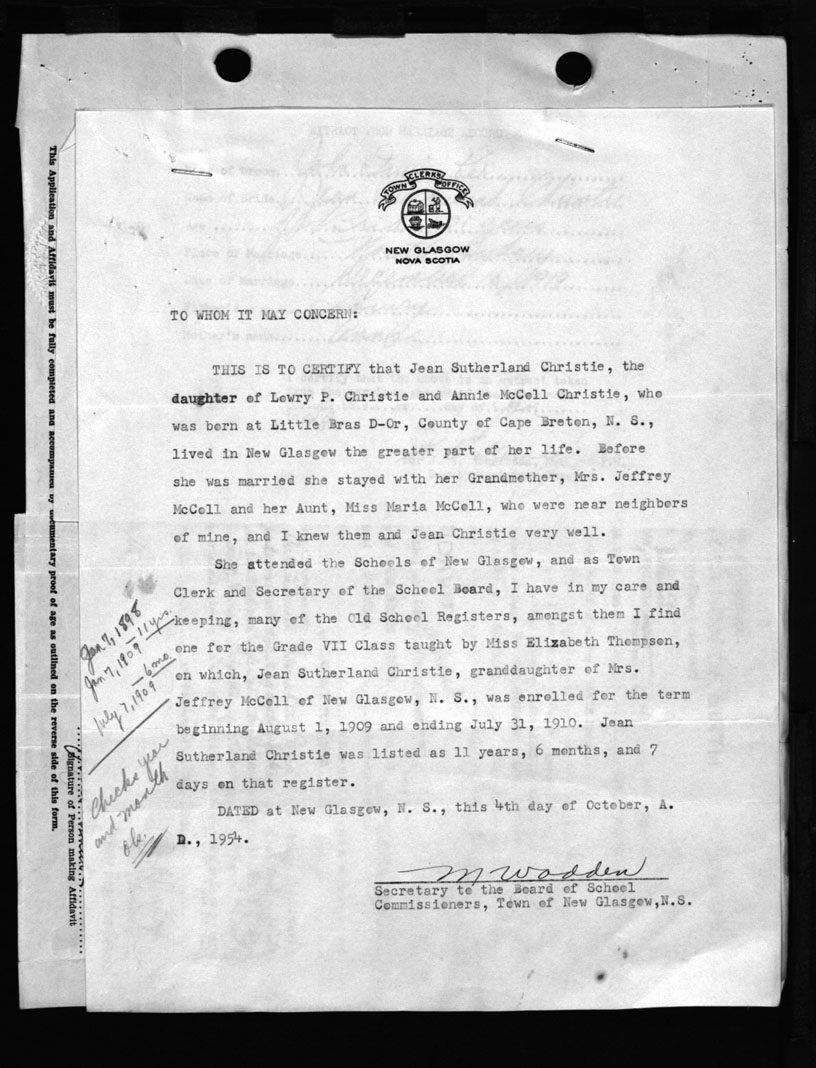 TOWN CLERKS OFFICE
NEW GLASGOW
NOVA SCOTIA
TO WHOM IT MAY CONCERN:
THIS IS TO CERTIFY that Jean Sutherland Christie, the
daughter of Lowry P. Christie and Annie McColl Christie, who
was born at Little Bras D-Or, County of Cape Breton, N. S.,
lived in New Glasgow the greater part of her life. Before
she was married she stayed with her Grandmother, Mrs. Jeffrey
McColl and her Aunt, Miss Maria McColl, who were near neighbors
of mine, and I knew them and Jean Christie very well.
She attended the Schools of New Glasgow, and as Town
Clerk and Secretary of the School Board, I have in my care and
keeping, many of the Old School Registers, amongst them I find
one for the Grade VII Class taught by Miss Elizabeth Thompson,
on which, Jean Sutherland Christie, granddaughter of Mrs.
Jeffrey McColl of New Glasgow, N. S., was enrolled for the term
beginning August 1, 1909 and ending July 31, 1910. Jean
Sutherland Christie was listed as 11 years, 6 months, and 7
days on that register.
DATED at New Glasgow, N. S., this 4th day of October, A.
D., 1954.
M Wadden
Secretary to the Board of School
Commissioners, Town of New Glasgow,N.S.
Jan 7, 1898
Jan 7, 1909 – 11 yrs.
July 7, 1909 – 6 mo.
Checks year
and month
ok.
This Application and Affidavit must be fully completed and accompanied by documentary proof of age as outlined on the reverse side of this form.
(Signature of Person making Affidavit